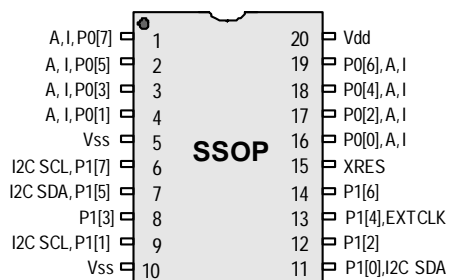 A, I, P0[7] 1 20 Vdd
A, I, P0[5] 2 19 P0[6], A, I
A, I, P0[3] 3 18 P0[4], A, I
A, I, P0[1] 4 17 P0[2], A, I
Vss 5 16 P0[0], A, I
SSOP
I2C SCL, P1[7] 6 15 XRES
I2C SDA, P1[5] 7 14 P1[6]
P1[3] 8 13 P1[4], EXTCLK
I2C SCL, P1[1] 9 12 P1[2]
Vss 10 11 P1[0], I2C SDA